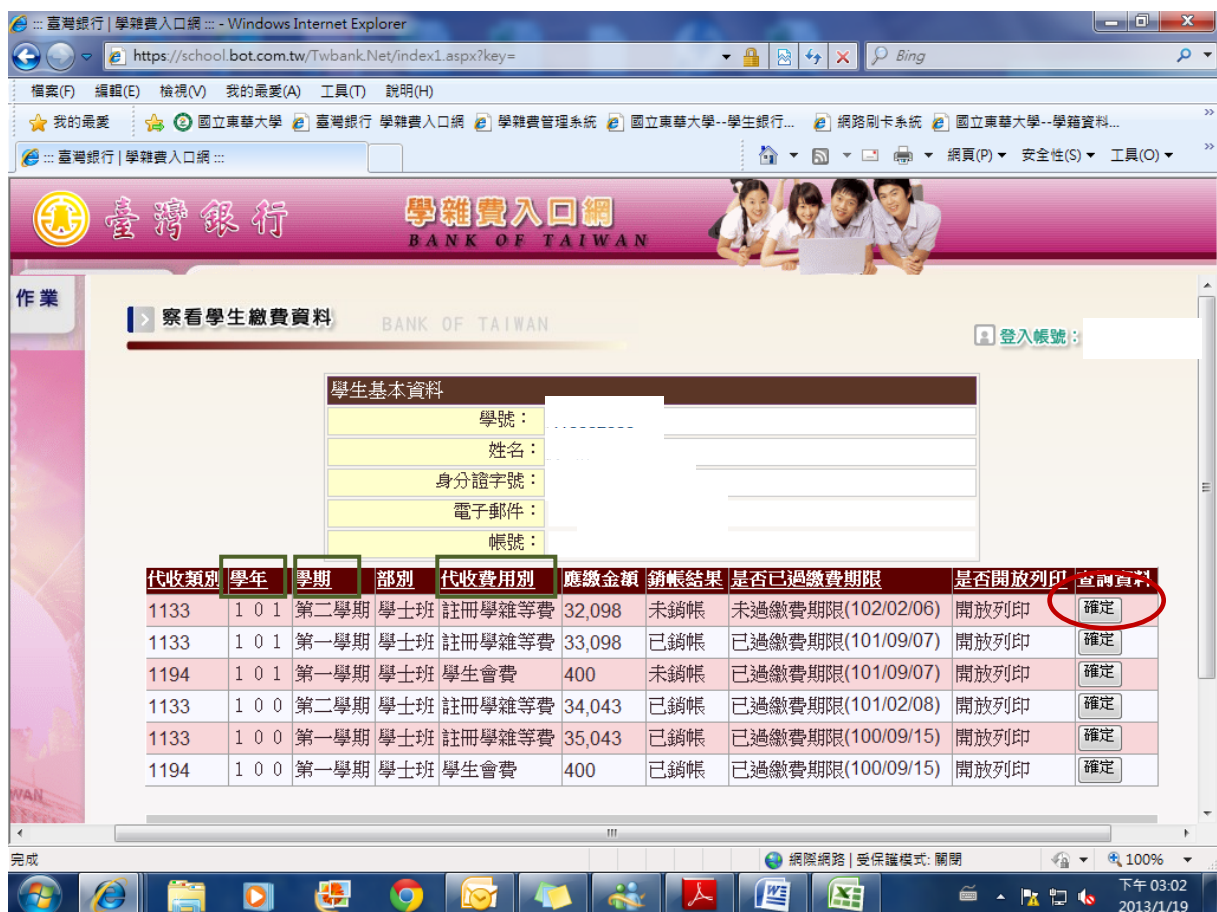 ::: 臺灣銀行 | 學雜費入口網 ::: - Windows Internet Explorer
https://school.bot.com.tw/Twbank.Net/index1.aspx?key=
Bing
檔案(F) 編輯(E) 檢視(V) 我的最愛(A) 工具(T) 說明(H)
我的最愛 國立東華大學 臺灣銀行 學雜費入口網 學雜費管理系統 國立東華大學--學生銀行... 網路刷卡系統 國立東華大學--學籍資料... »
::: 臺灣銀行 | 學雜費入口網 ::: 網頁(P) 安全性(S) 工具(O) »
臺灣銀行 學雜費入口網
BANK OF TAIWAN
作業
察看學生繳費資料 BANK OF TAIWAN
登入帳號：
學生基本資料
學號：
姓名：
身分證字號：
電子郵件：
帳號：
代收類別 學年 學期 部別 代收費用別 應繳金額 銷帳結果 是否已過繳費期限 是否開放列印 查詢資料
1133 1 0 1 第二學期 學士班 註冊學雜等費 32,098 未銷帳 未過繳費期限(102/02/06) 開放列印 確定
1133 1 0 1 第一學期 學士班 註冊學雜等費 33,098 已銷帳 已過繳費期限(101/09/07) 開放列印 確定
1194 1 0 1 第一學期 學士班 學生會費 400 未銷帳 已過繳費期限(101/09/07) 開放列印 確定
1133 1 0 0 第二學期 學士班 註冊學雜等費 34,043 已銷帳 已過繳費期限(101/02/08) 開放列印 確定
1133 1 0 0 第一學期 學士班 註冊學雜等費 35,043 已銷帳 已過繳費期限(100/09/15) 開放列印 確定
1194 1 0 0 第一學期 學士班 學生會費 400 已銷帳 已過繳費期限(100/09/15) 開放列印 確定
WAN
完成 網際網路 | 受保護模式: 關閉 100%
下午 03:02
2013/1/19